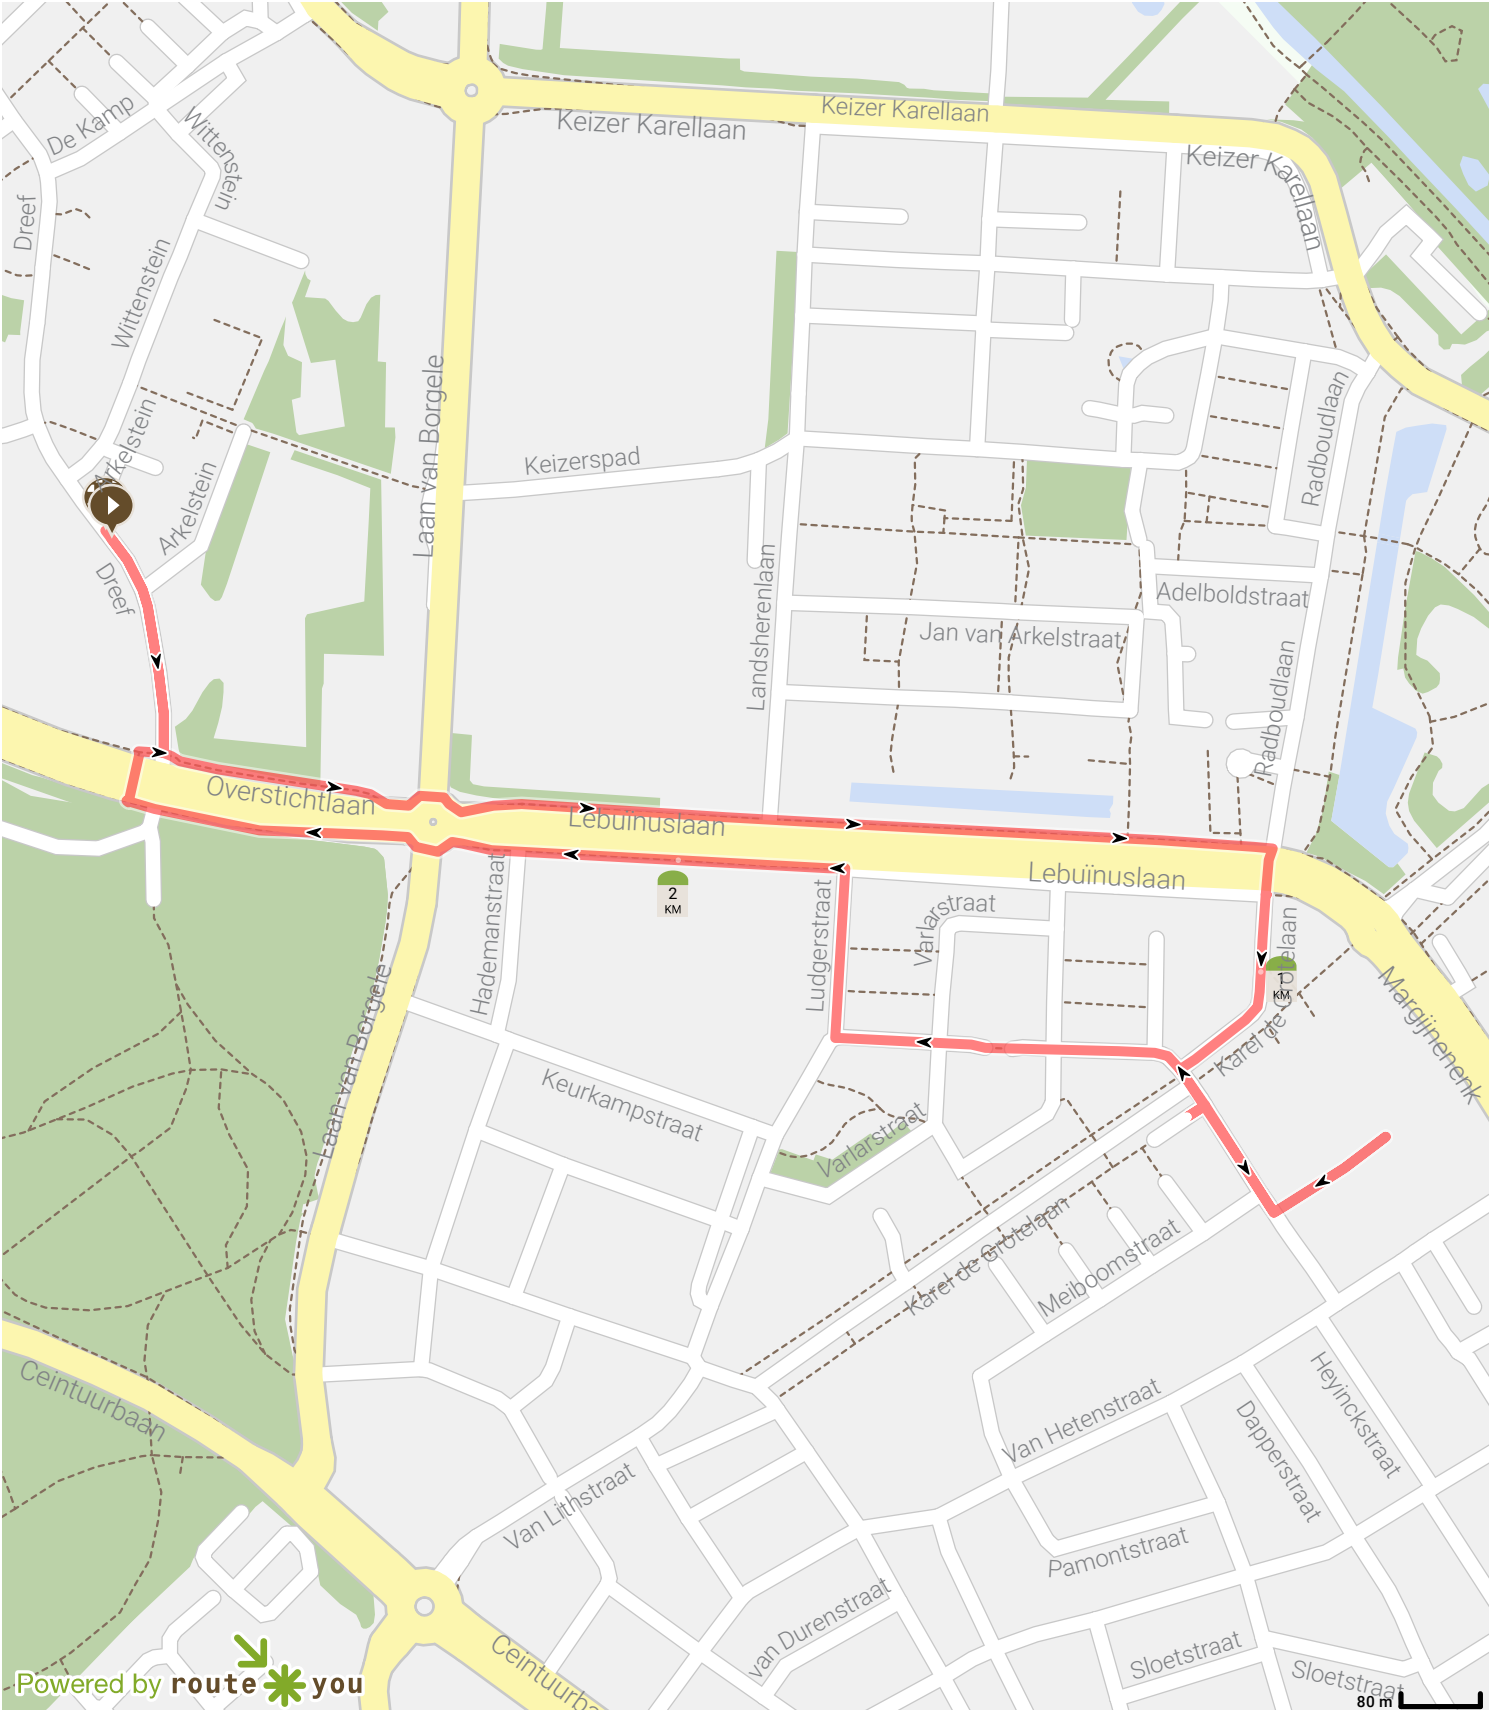 Keizer Karellaan
Keizer Karellaan
Keizer Karellaan
De Kamp
Wittenstein
Dreef
Wittenstein
Laan van Borgele
Radboudlaan
Arkelstein
Keizerspad
Arkelstein
Dreef
Landsherenlaan
Adelboldstraat
Jan van Arkelstraat
Radboudlaan
Overstichtlaan
Lebuïnuslaan
Lebuïnuslaan
2
KM
Hademanstraat
Ludgerstraat
Varlarstraat
1
KM
Karel de Grotelaan
Margijnenenk
Laan van Borgele
Keurkampstraat
Varlarstraat
Karel de Grotelaan
Meiboomstraat
Ceintuurbaan
Van Hetenstraat
Heyinckstraat
Dapperstraat
Van Lithstraat
Pamontstraat
van Durenstraat
Sloetstraat
Sloetstraat
Ceintuurba
Powered by route you
80 m